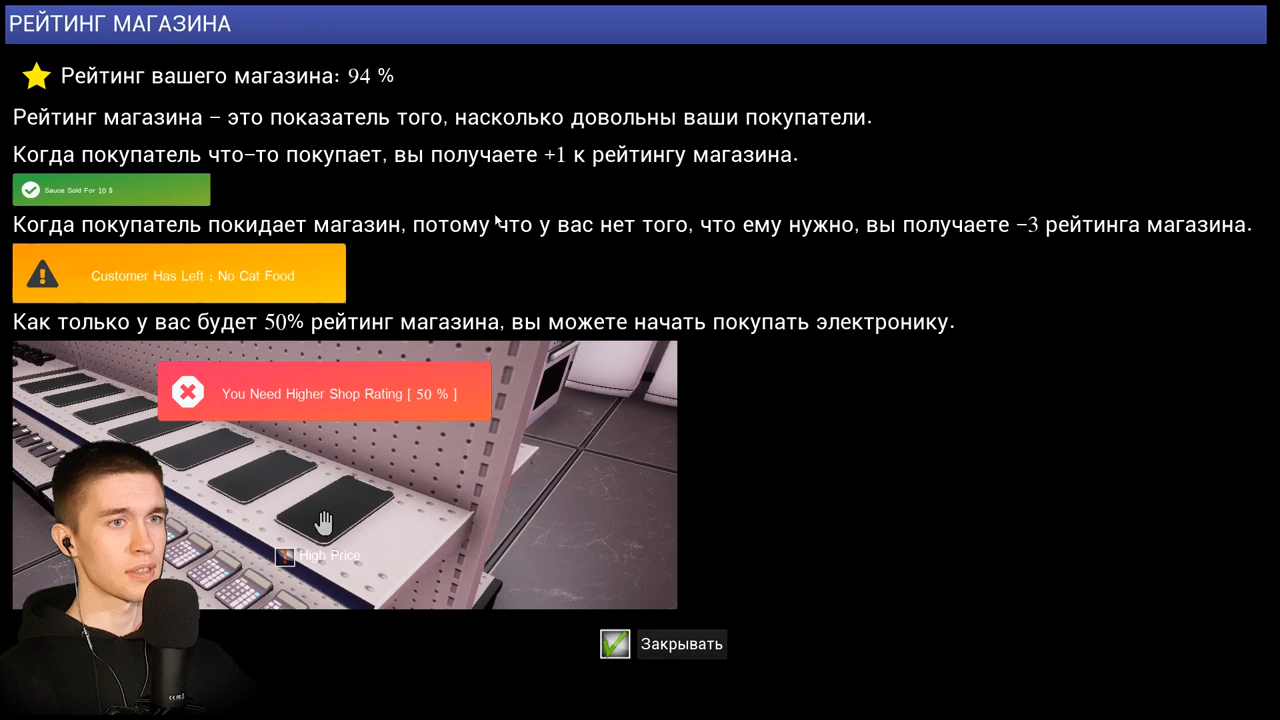 РЕЙТИНГ МАГАЗИНА
Рейтинг вашего магазина: 94 %
Рейтинг магазина – это показатель того, насколько довольны ваши покупатели.
Когда покупатель что–то покупает, вы получаете +1 к рейтингу магазина.
Sauce Sold For 10 $
Когда покупатель покидает магазин, потому что у вас нет того, что ему нужно, вы получаете –3 рейтинга магазина.
Customer Has Left : No Cat Food
Как только у вас будет 50% рейтинг магазина, вы можете начать покупать электронику.
You Need Higher Shop Rating [ 50 % ]
High Price
Закрывать